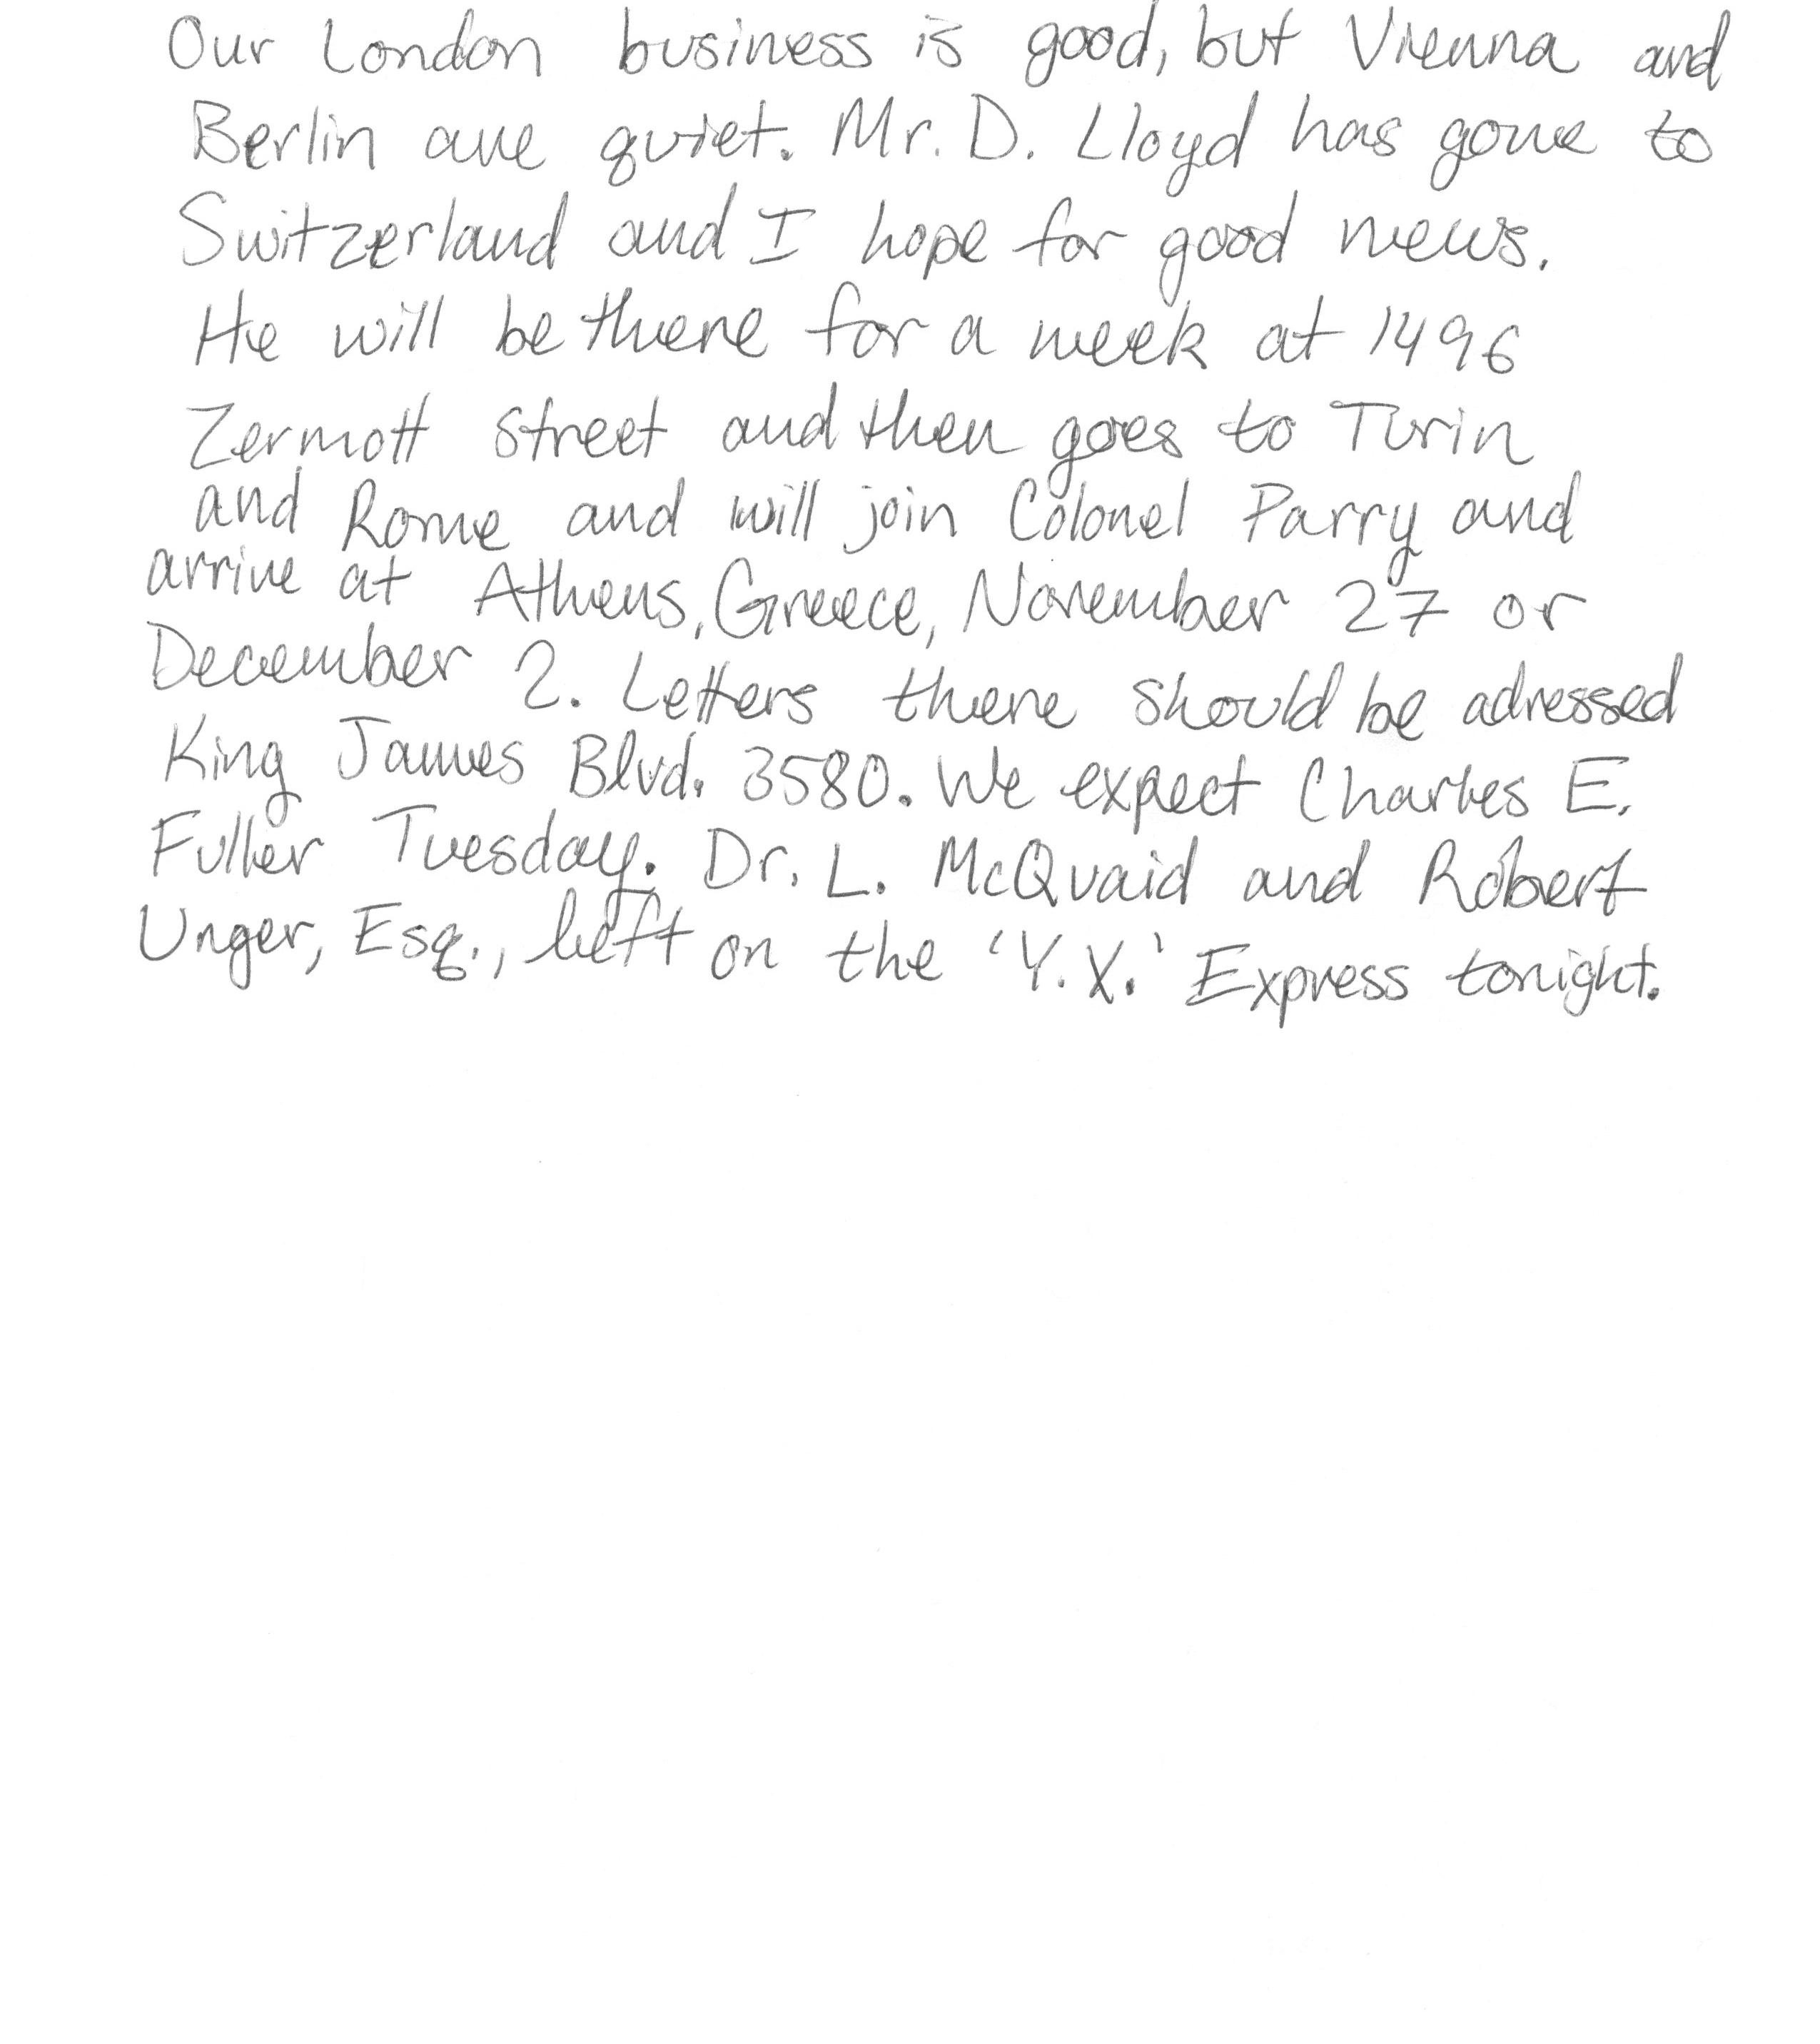 Our London business is good, but Vienna and
Berlin are quiet. Mr. D. Lloyd has gone to
Switzerland and I hope for good news.
He will be there for a week at 1496
Zermott street and then goes to Turin
and Rome and will join Colonel Parry and
arrive at Athens, Greece, November 27 or
December 2. Letters there should be adressed
King James Blvd. 3580. We expect Charles E.
Fuller Tuesday. Dr. L. McQuaid and Robert
Unger, Esq., left on the 'Y.X.' Express tonight.